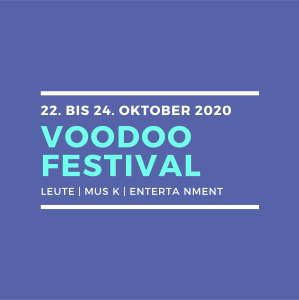 22. BIS 24. OKTOBER 2020
VOODOO
FESTIVAL
LEUTE | MUS K | ENTERTA NMENT